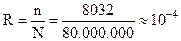 R = n/N = 8032/80.000.000 ≈ 10⁻⁴